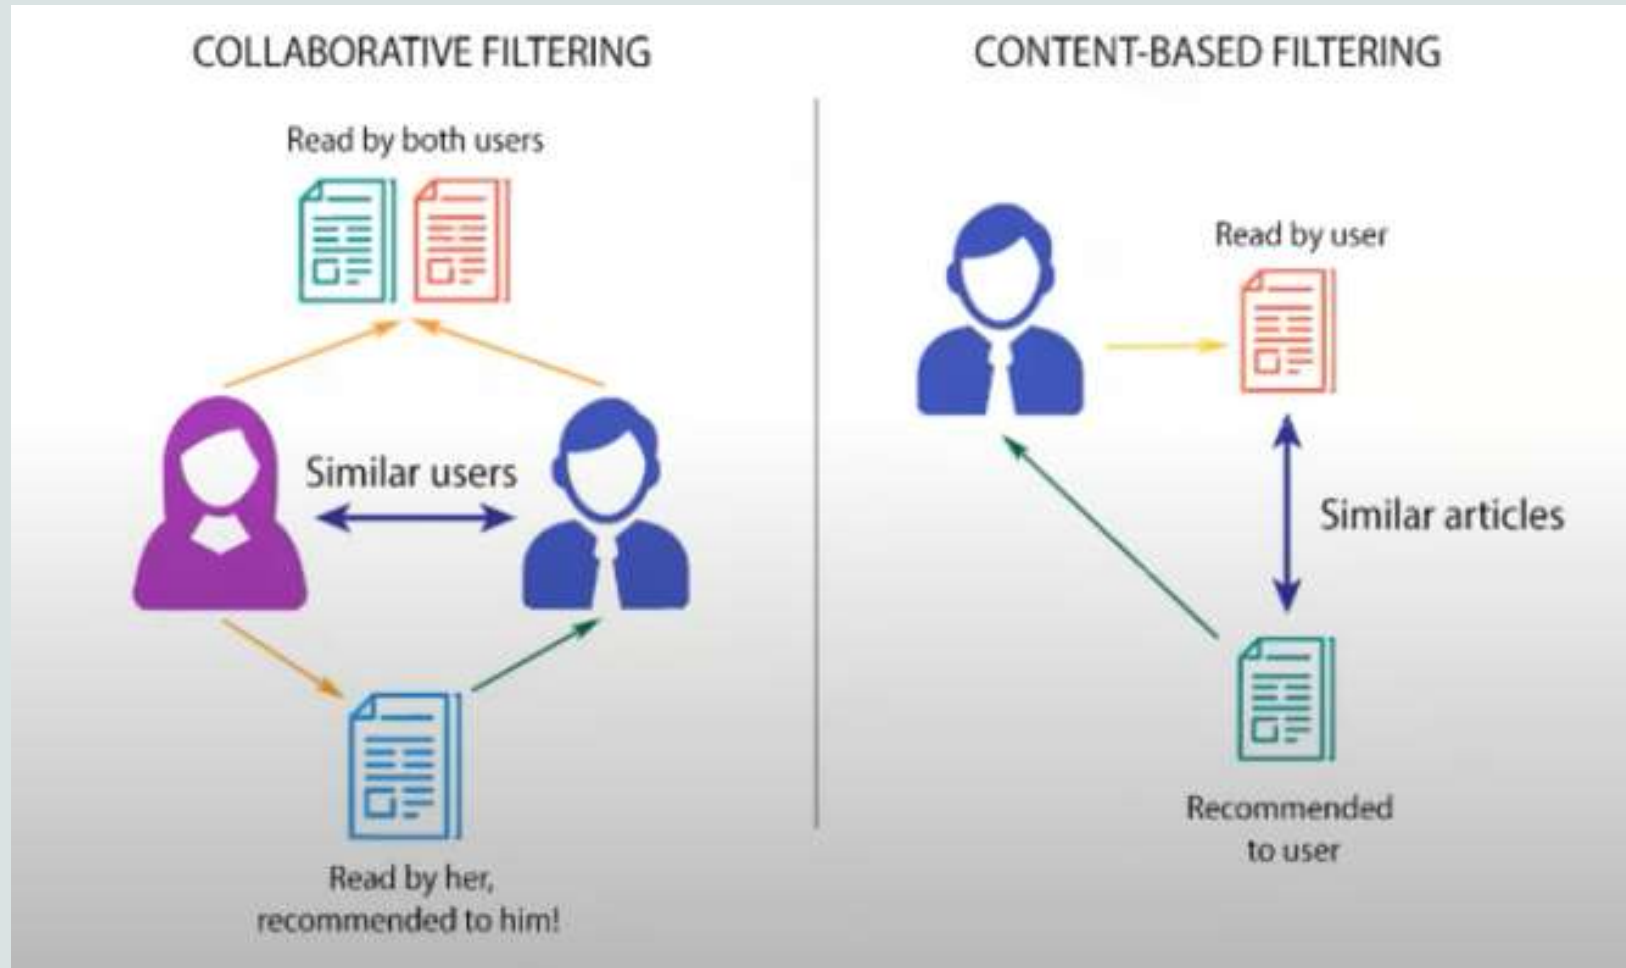 COLLABORATIVE FILTERING
Read by both users
Similar users
Read by her,
recommended to him!
CONTENT-BASED FILTERING
Read by user
Similar articles
Recommended
to user